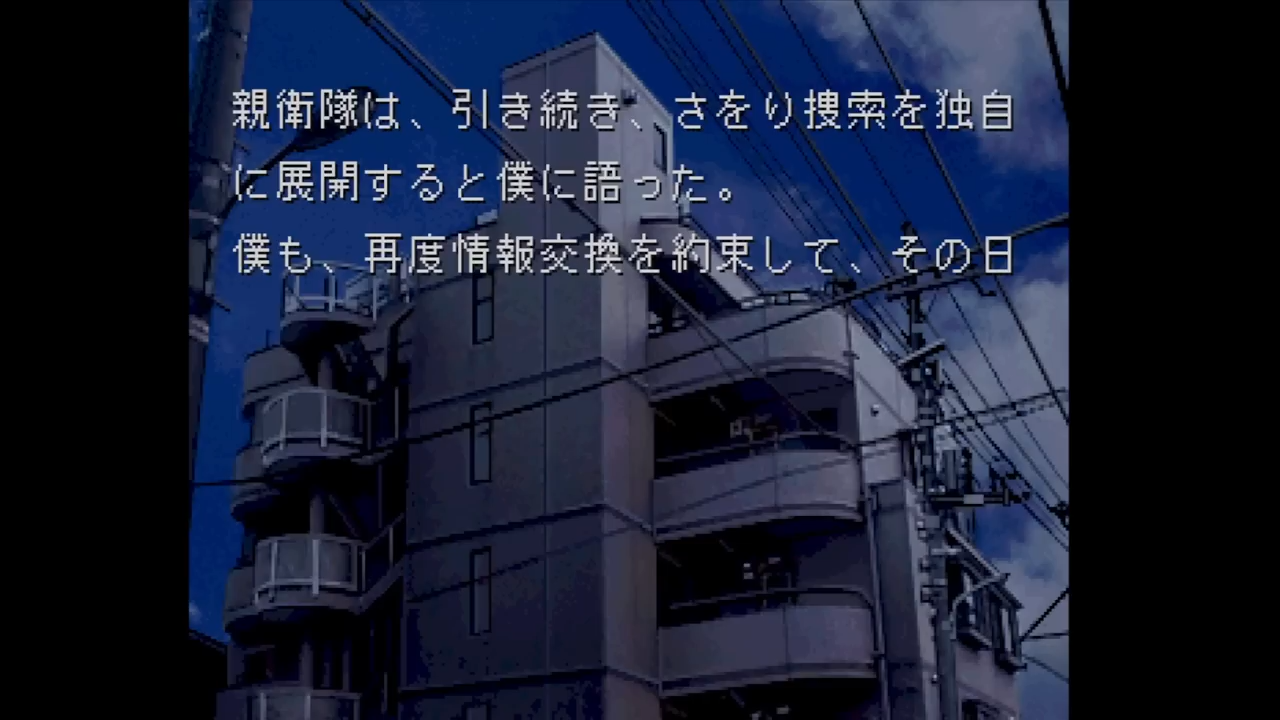 親衛隊は、引き続き、さをり捜索を独自
に展開すると僕に語った。
僕も、再度情報交換を約束して、その日